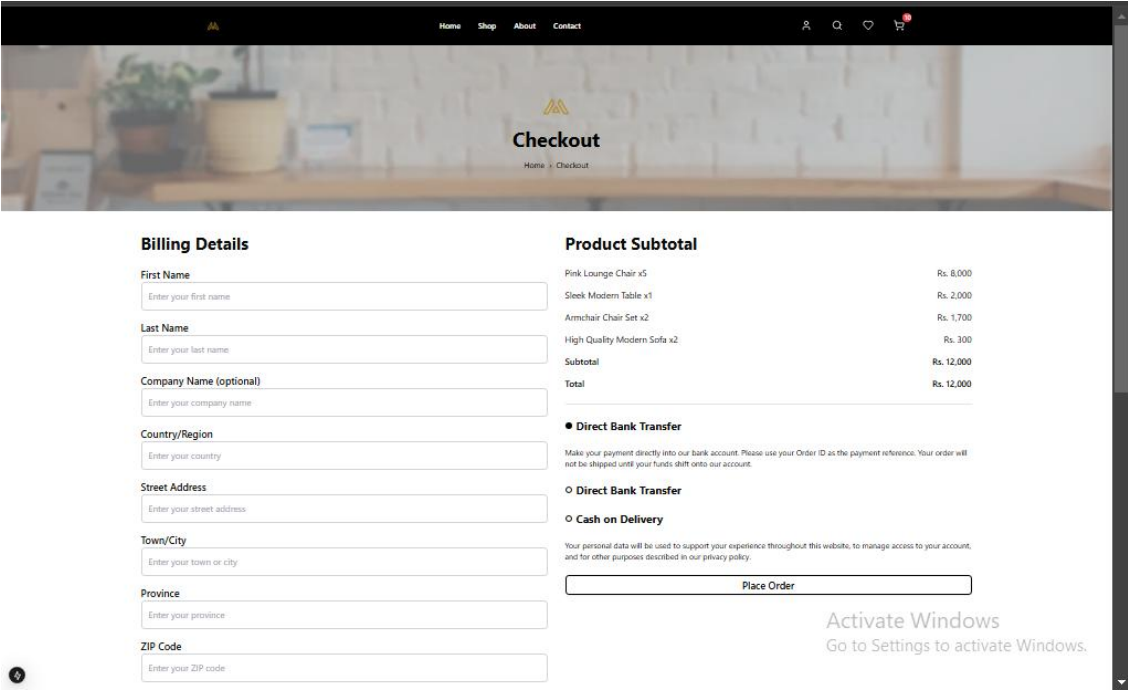 Home Shop About Contact
10
Checkout
Home › Checkout
Billing Details
First Name
Enter your first name
Last Name
Enter your last name
Company Name (optional)
Enter your company name
Country/Region
Enter your country
Street Address
Enter your street address
Town/City
Enter your town or city
Province
Enter your province
ZIP Code
Enter your ZIP code
Product Subtotal
Pink Lounge Chair x5 Rs. 8,000
Sleek Modern Table x1 Rs. 2,000
Armchair Chair Set x2 Rs. 1,700
High Quality Modern Sofa x2 Rs. 300
Subtotal Rs. 12,000
Total Rs. 12,000
Direct Bank Transfer
Make your payment directly into our bank account. Please use your Order ID as the payment reference. Your order will
not be shipped until your funds shift onto our account.
Direct Bank Transfer
Cash on Delivery
Your personal data will be used to support your experience throughout this website, to manage access to your account,
and for other purposes described in our privacy policy.
Place Order
Activate Windows
Go to Settings to activate Windows.